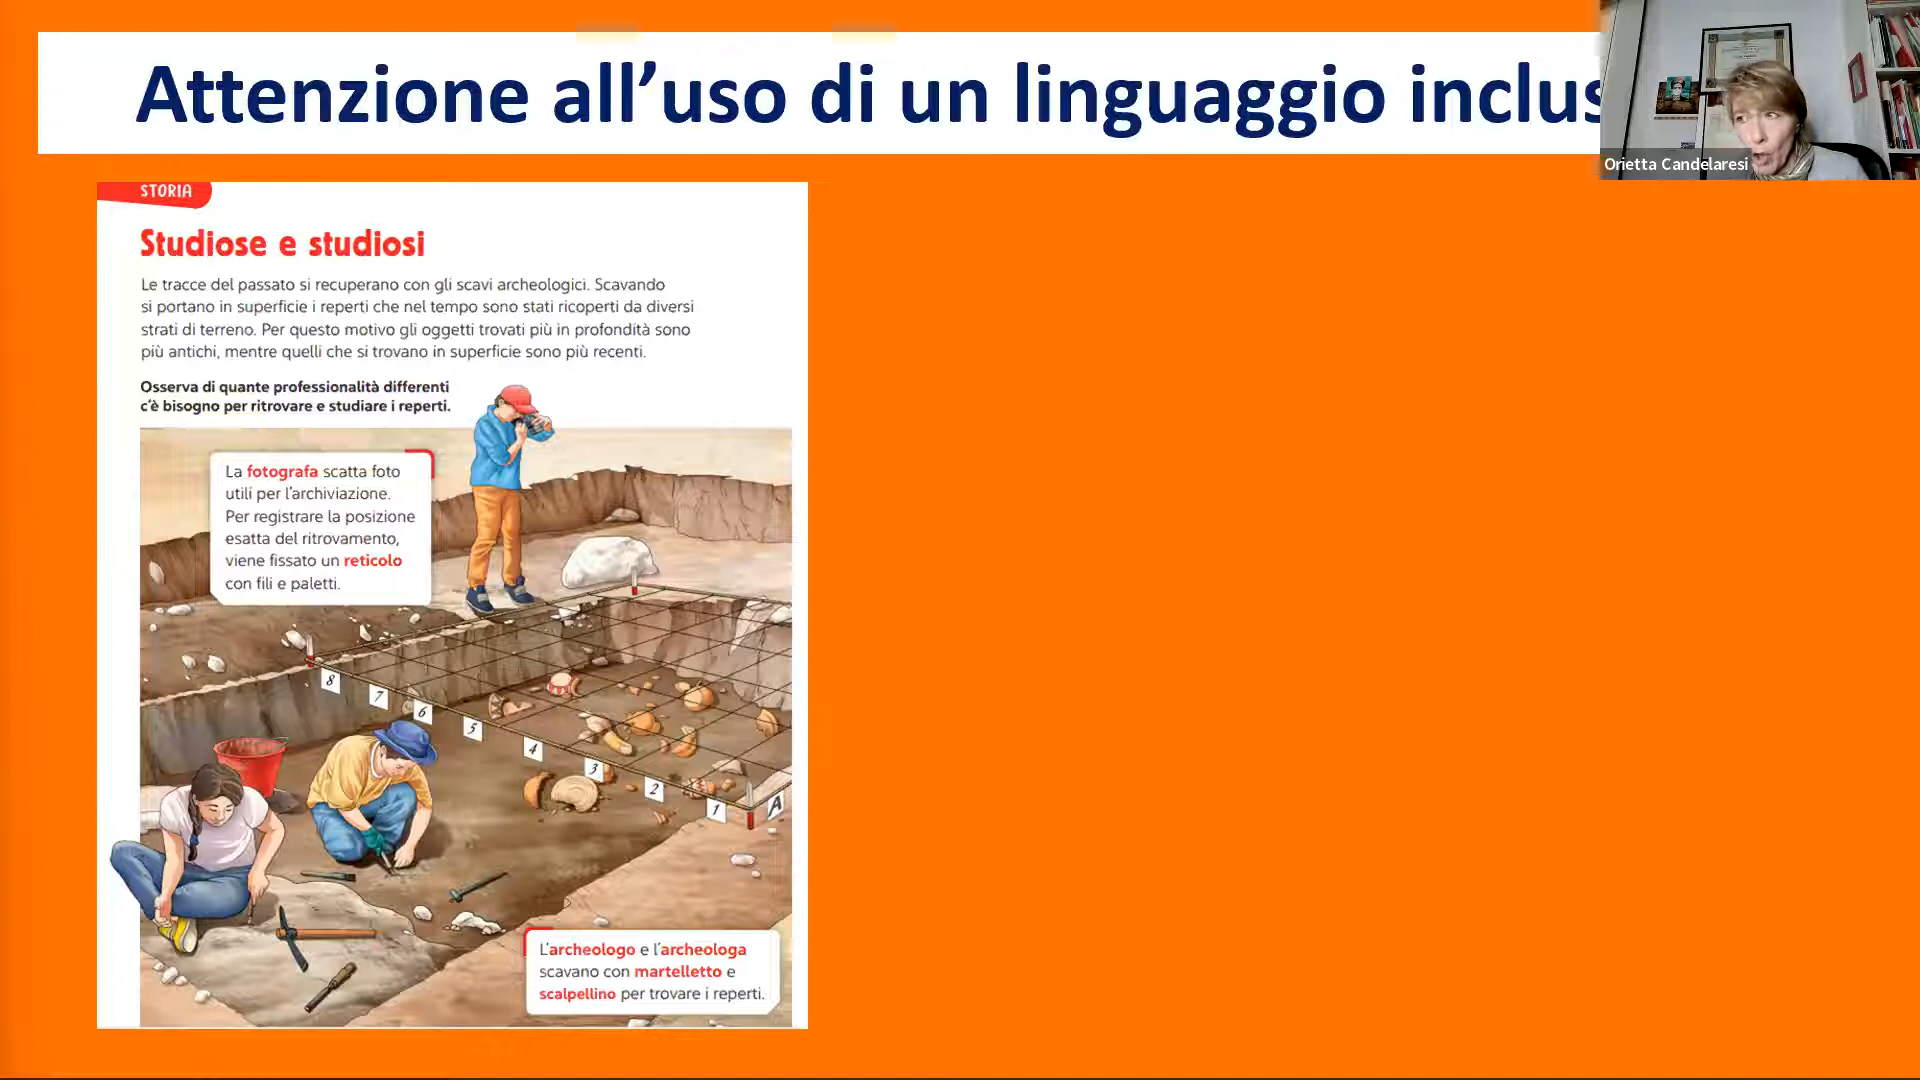 Attenzione all’uso di un linguaggio inclus
Orietta Candelaresi
STORIA
Studiose e studiosi
Le tracce del passato si recuperano con gli scavi archeologici. Scavando
si portano in superficie i reperti che nel tempo sono stati ricoperti da diversi
strati di terreno. Per questo motivo gli oggetti trovati più in profondità sono
più antichi, mentre quelli che si trovano in superficie sono più recenti.
Osserva di quante professionalità differenti
c’è bisogno per ritrovare e studiare i reperti.
La fotografa scatta foto
utili per l’archiviazione.
Per registrare la posizione
esatta del ritrovamento,
viene fissato un reticolo
con fili e paletti.
8
7
6
5
4
3
2
1
A
L’archeologo e l’archeologa
scavano con martelletto e
scalpellino per trovare i reperti.